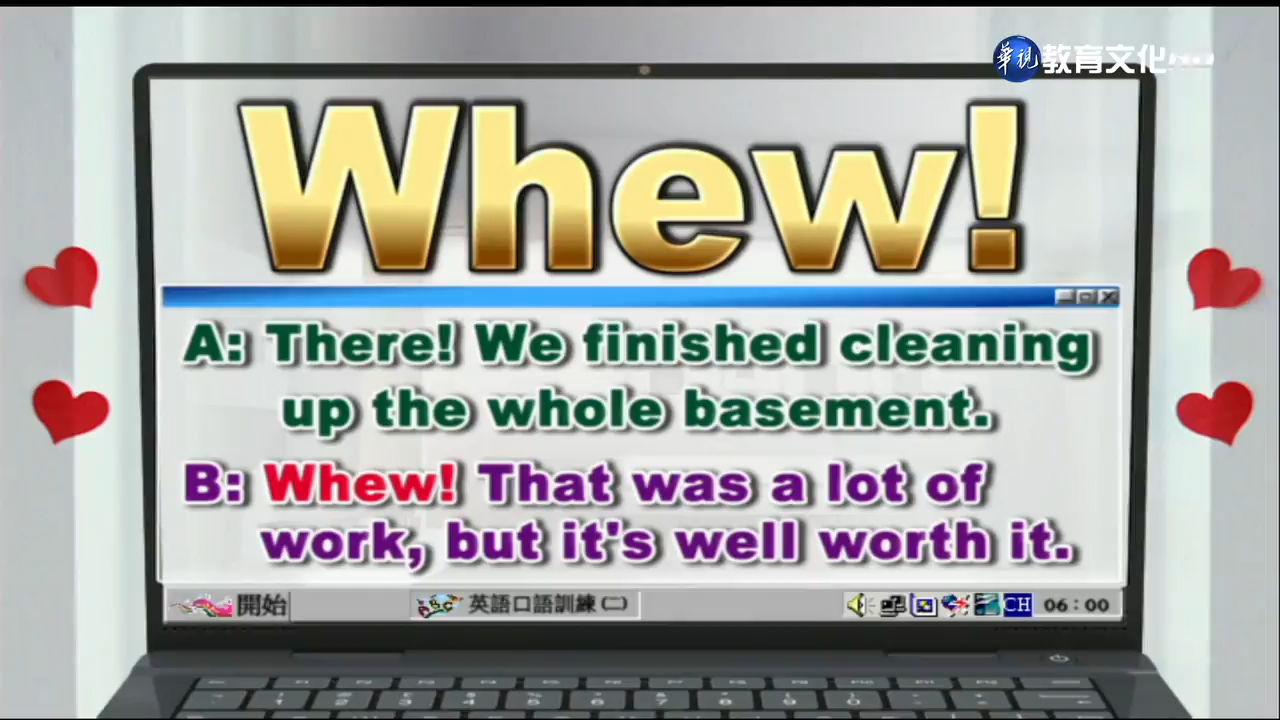 華視 教育文化 HD
Whew!
A: There! We finished cleaning
up the whole basement.
B: Whew! That was a lot of
work, but it's well worth it.
開始
英語口語訓練(二)
CH 06:00